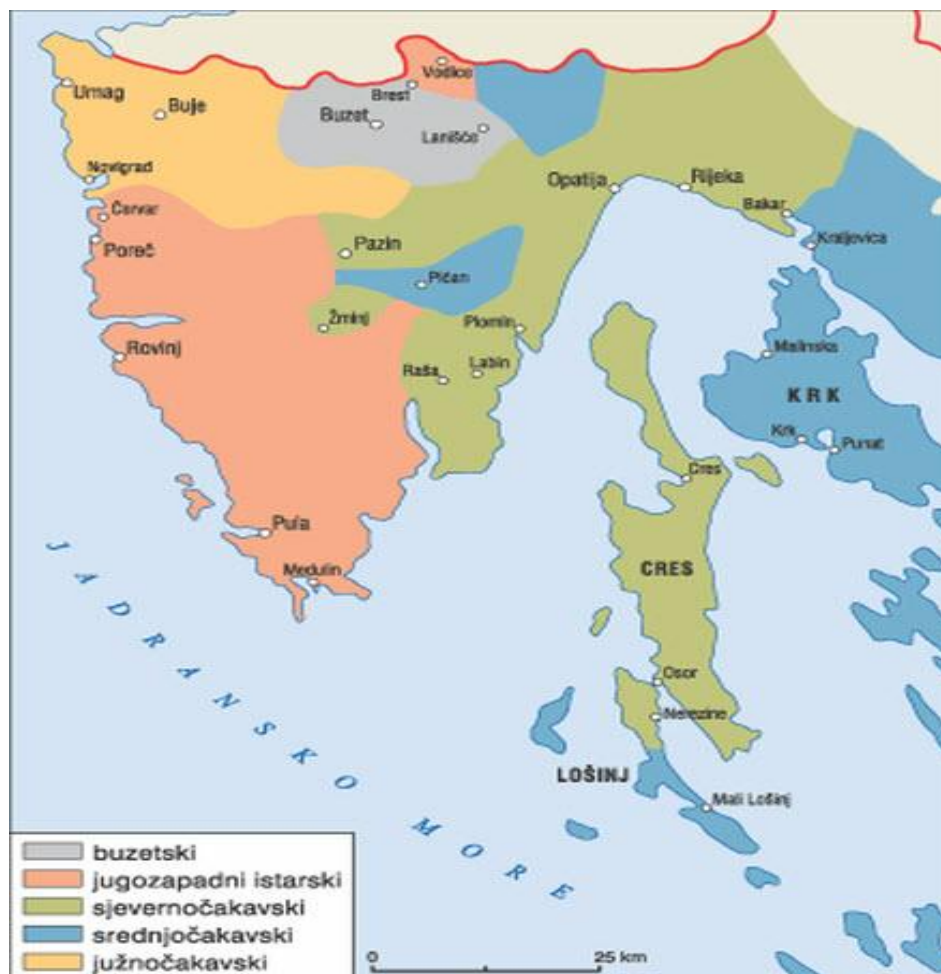 Vodice
Umag
Brest
Buje
Buzet
Lanišće
Novigrad
Opatija
Rijeka
Červar
Bakar
Poreč
Pazin
Kraljevica
Pićan
Žminj
Plomin
Rovinj
Malinska
Raša
Labin
KRK
Krk
Punat
Cres
Pula
CRES
Medulin
JADRANSKO MORE
Osor
Nerezine
LOŠINJ
Mali Lošinj
buzetski
jugozapadni istarski
sjevernočakavski
srednjočakavski
južnočakavski
0 25 km